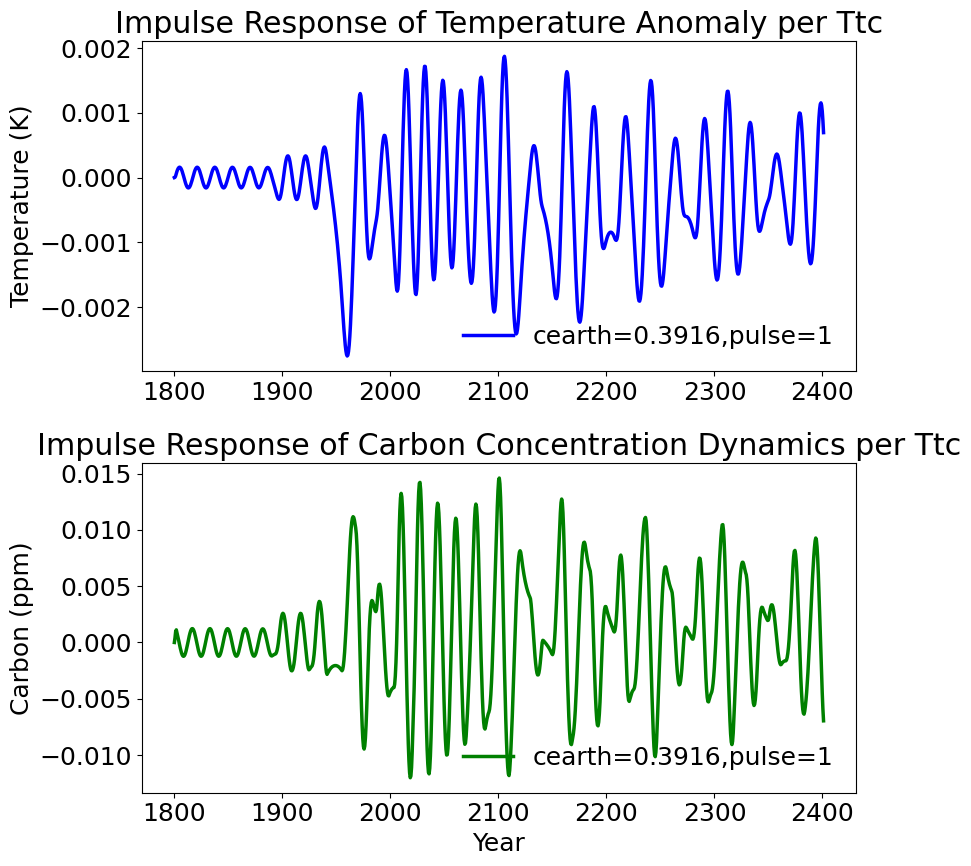 Impulse Response of Temperature Anomaly per Ttc
0.002
0.001
0.000
−0.001
−0.002
Temperature (K)
cearth=0.3916,pulse=1
1800 1900 2000 2100 2200 2300 2400
Impulse Response of Carbon Concentration Dynamics per Ttc
0.015
0.010
0.005
0.000
−0.005
−0.010
Carbon (ppm)
cearth=0.3916,pulse=1
1800 1900 2000 2100 2200 2300 2400
Year